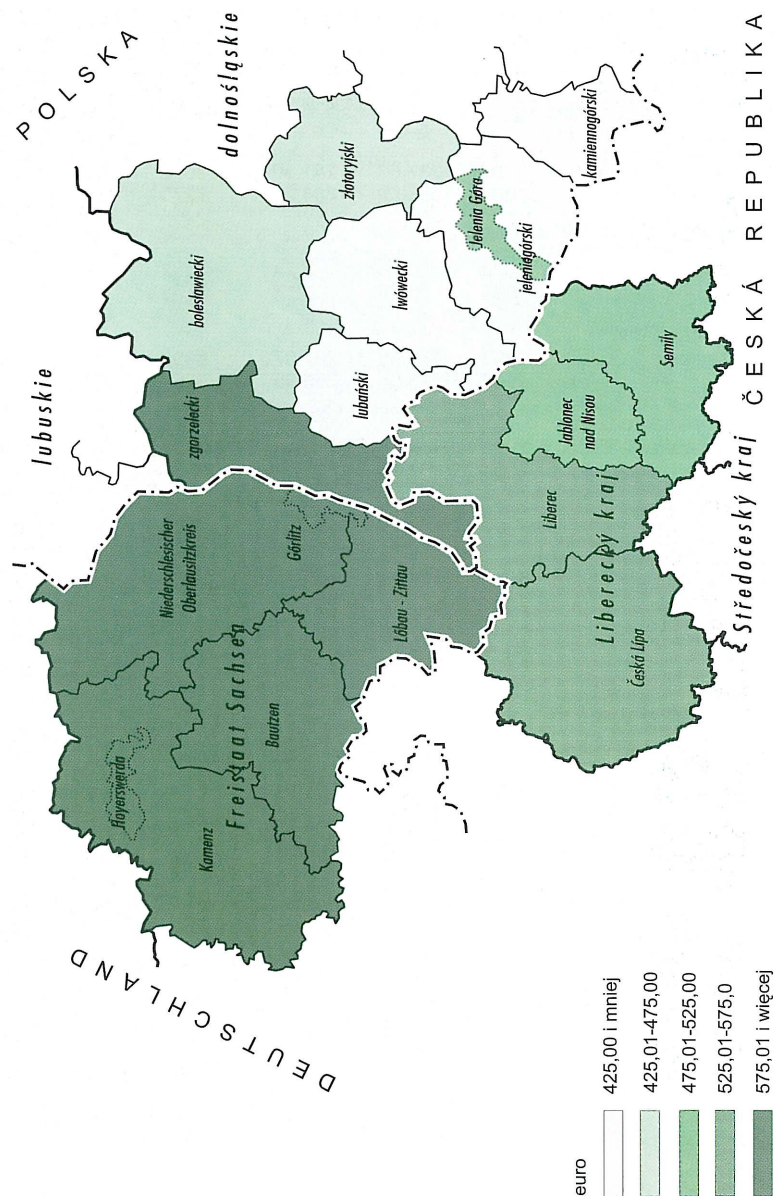 POLSKA
DEUTSCHLAND
ČESKÁ REPUBLIKA
lubuskie
dolnośląskie
Freistaat Sachsen
Liberecký kraj
Středočeský kraj
Hoyerswerda
Kamenz
Bautzen
Niederschlesischer
Oberlausitzkreis
Görlitz
Löbau - Zittau
zgorzelecki
bolesławiecki
lubański
lwówecki
złotoryjski
Jelenia Góra
jeleniogórski
kamiennogórski
Česká Lípa
Liberec
Jablonec
nad Nisou
Semily
euro
425,00 i mniej
425,01-475,00
475,01-525,00
525,01-575,0
575,01 i więcej